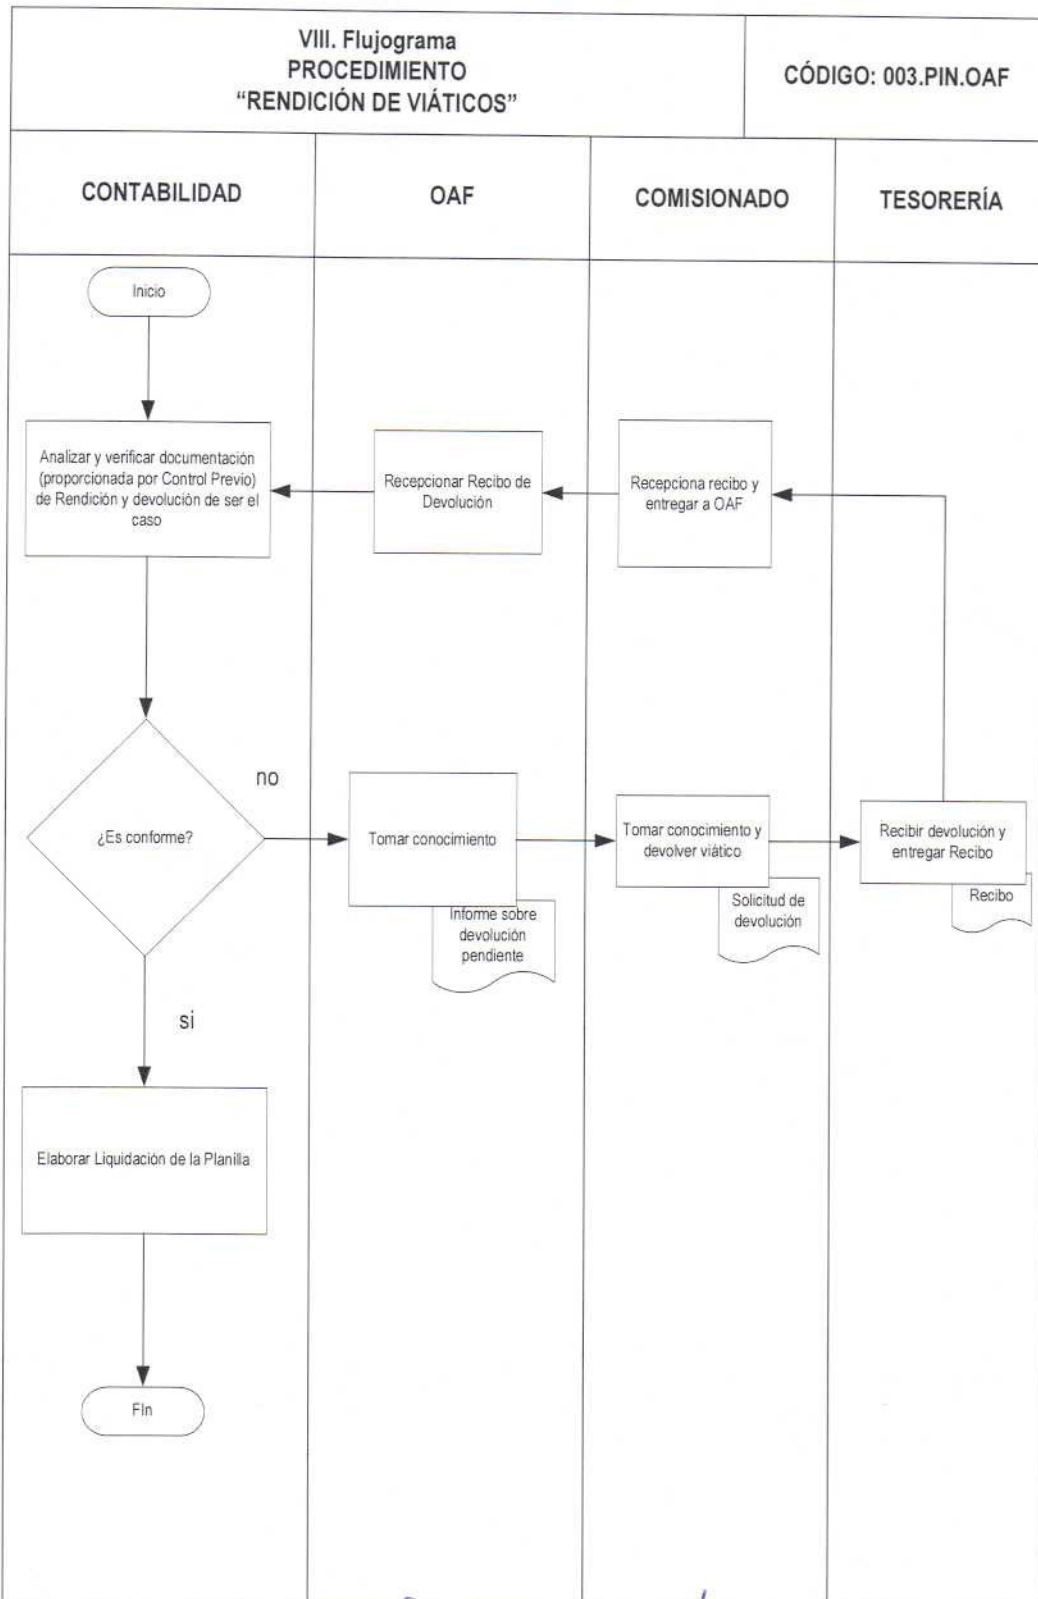 VIII. Flujograma
PROCEDIMIENTO
“RENDICIÓN DE VIÁTICOS”
CÓDIGO: 003.PIN.OAF
CONTABILIDAD
OAF
COMISIONADO
TESORERÍA
Inicio
Analizar y verificar documentación
(proporcionada por Control Previo)
de Rendición y devolución de ser el
caso
Recepcionar Recibo de
Devolución
Recepciona recibo y
entregar a OAF
¿Es conforme?
no
Tomar conocimiento
Informe sobre
devolución
pendiente
Tomar conocimiento y
devolver viático
Solicitud de
devolución
Recibir devolución y
entregar Recibo
Recibo
si
Elaborar Liquidación de la Planilla
FIn